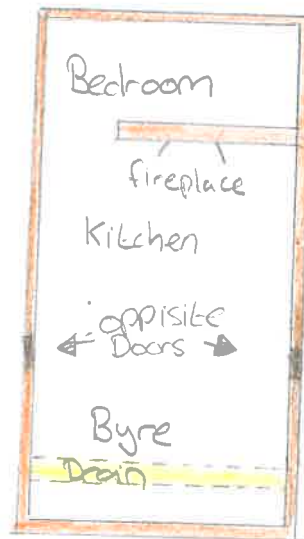 Bedroom
fireplace
Kitchen
oppisite
Doors
Byre
Drain